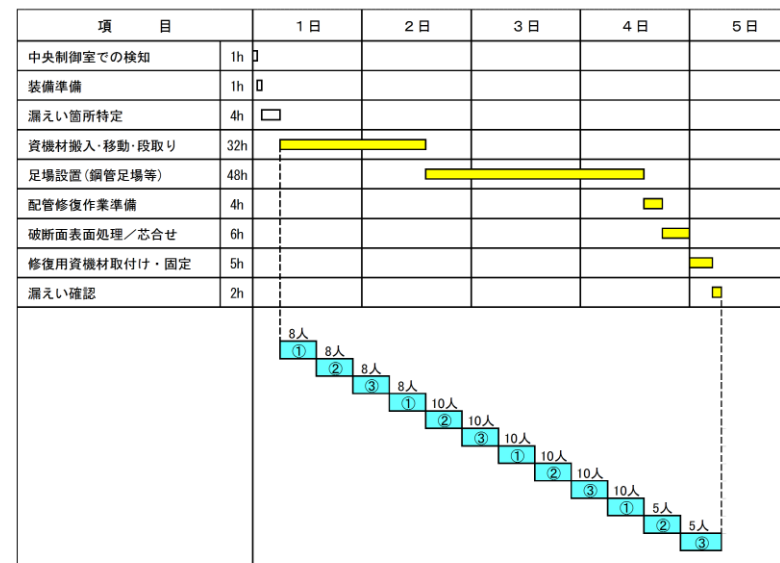 項　目 １日 ２日 ３日 ４日 ５日
中央制御室での検知 1h
装備準備 1h
漏えい箇所特定 4h
資機材搬入・移動・段取り 32h
足場設置(鋼管足場等) 48h
配管修復作業準備 4h
破断面表面処理／芯合せ 6h
修復用資機材取付け・固定 5h
漏えい確認 2h
8人
①
8人
②
8人
③
8人
①
10人
②
10人
③
10人
①
10人
②
10人
③
10人
①
5人
②
5人
③